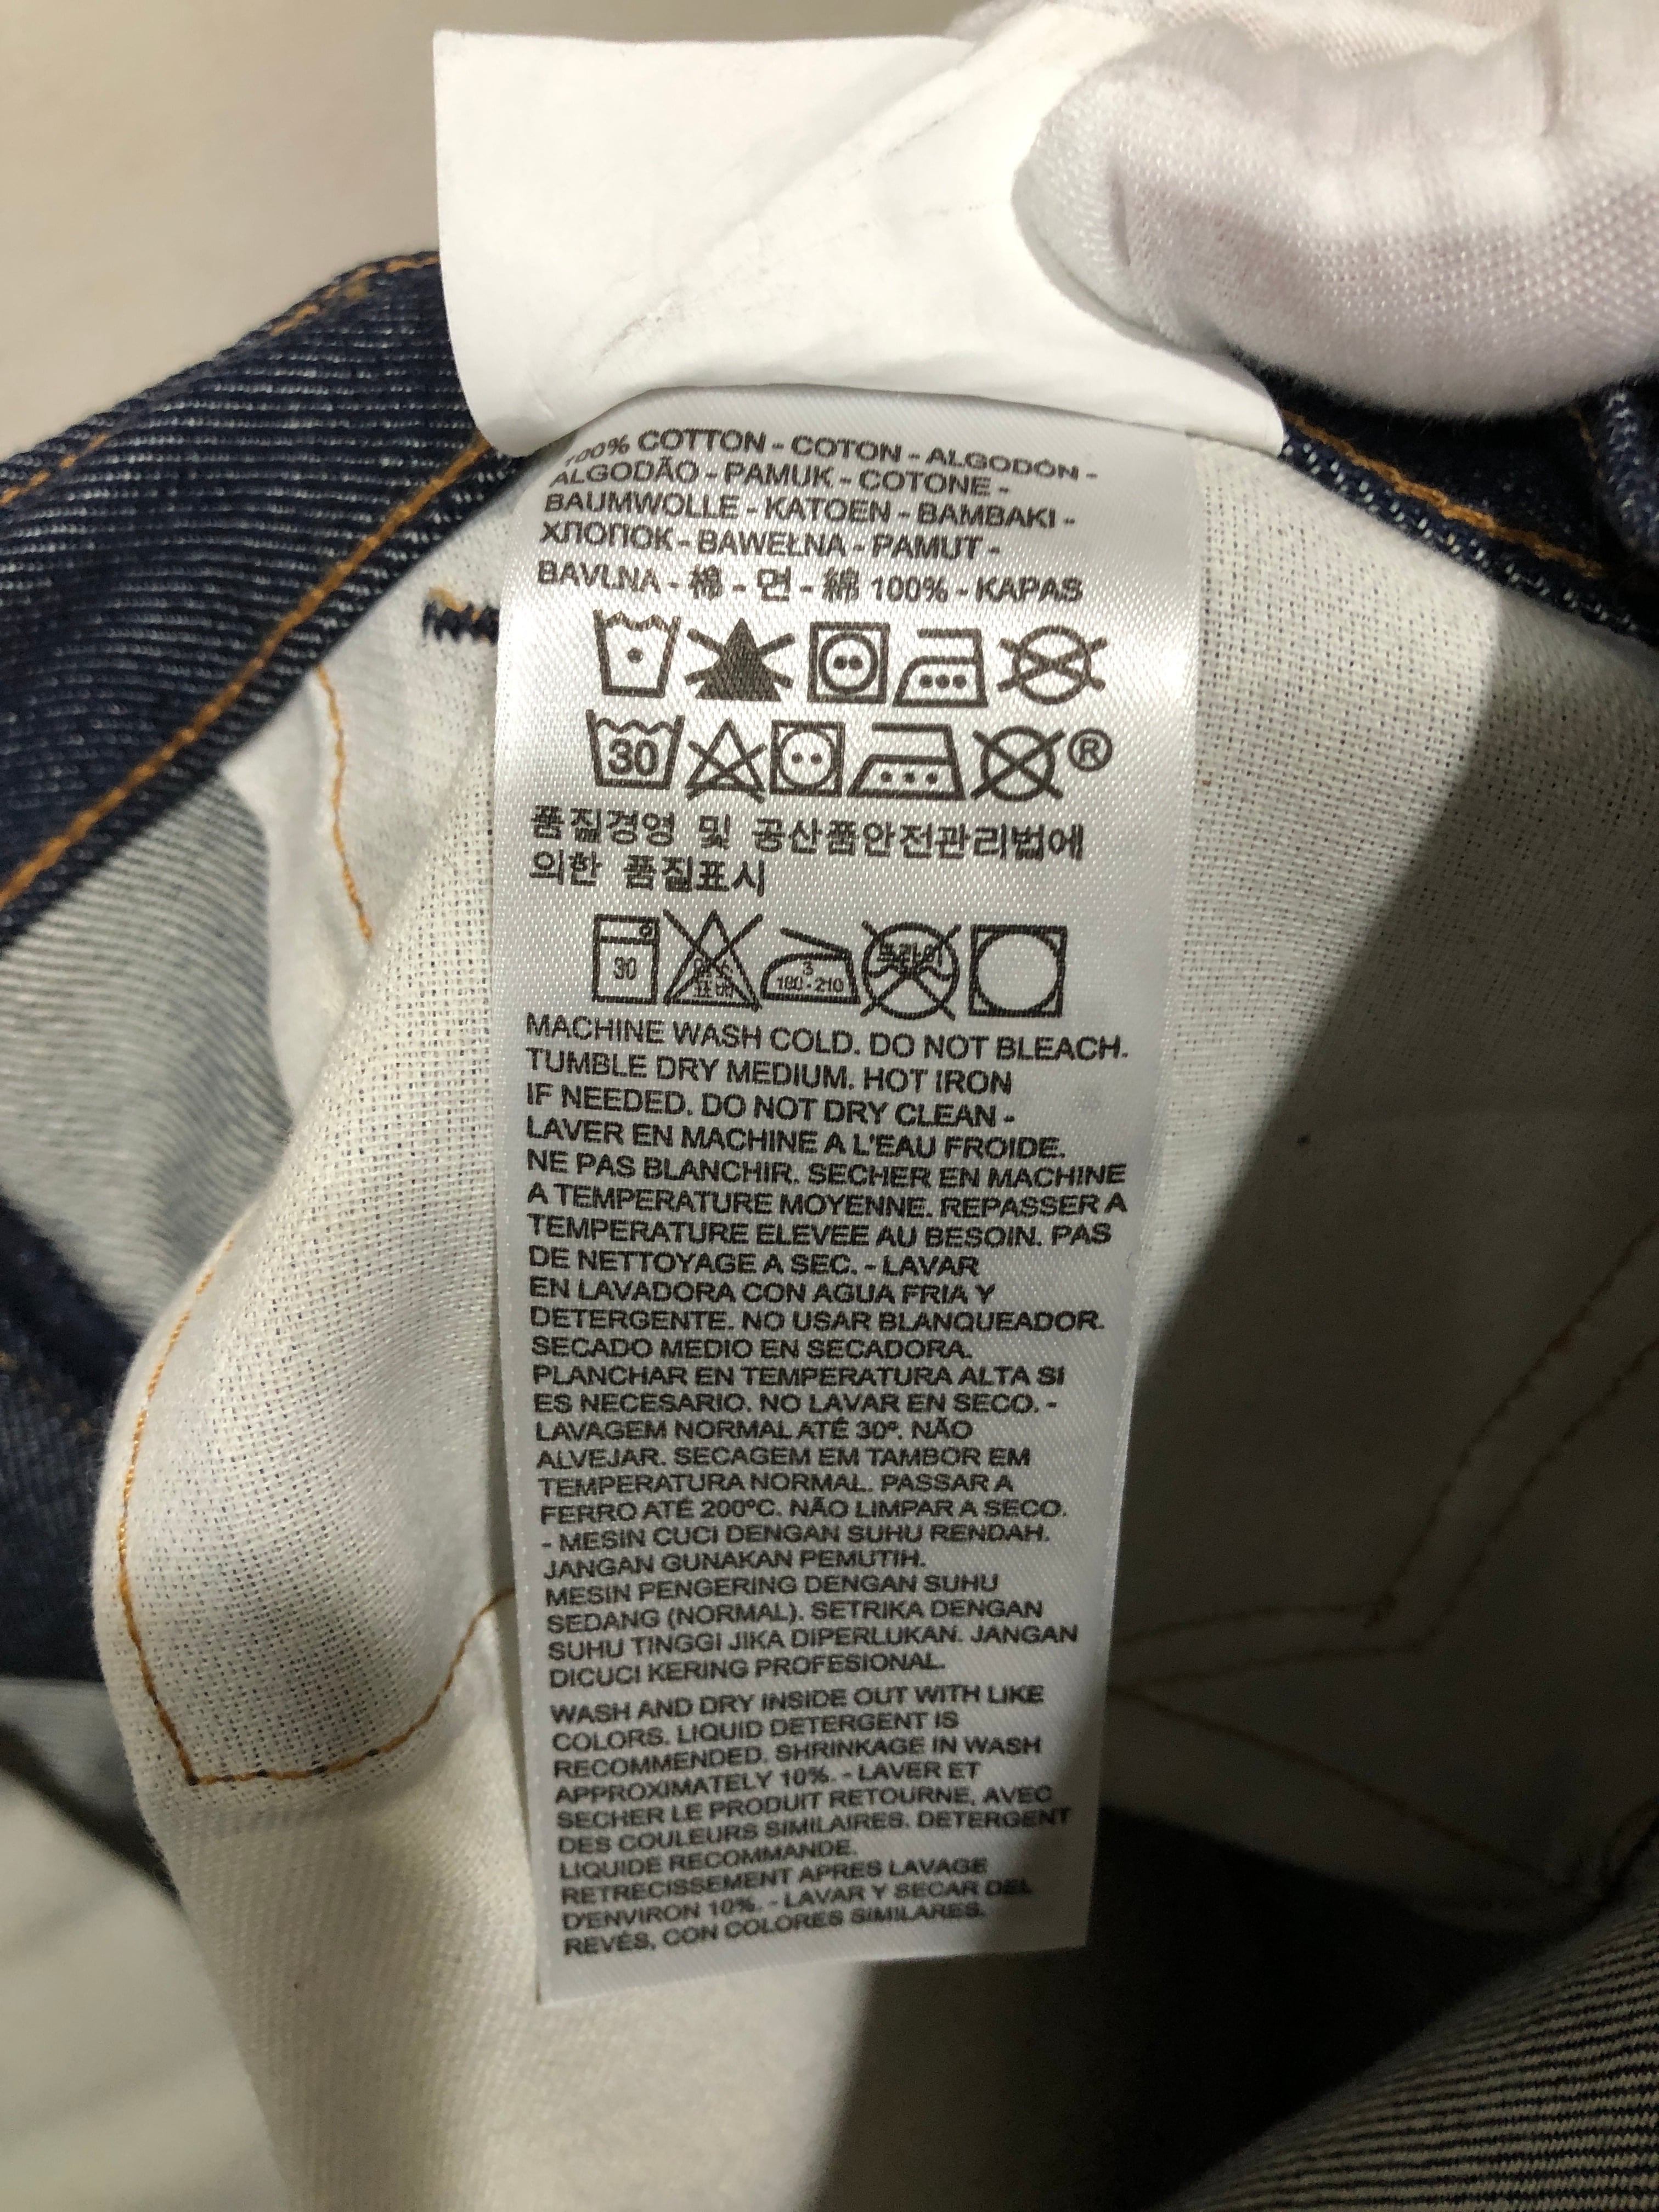 100% COTTON - COTON - ALGODÓN -
ALGODÃO - PAMUK - COTONE -
BAUMWOLLE - KATOEN - BAMBAKI -
ХЛОПОК - BAWEŁNA - PAMUT -
BAVLNA - 棉 - 면 - 綿 100% - KAPAS
30 ®
품질경영 및 공산품안전관리법에
의한 품질표시
30 3 180-210 드라이
MACHINE WASH COLD. DO NOT BLEACH.
TUMBLE DRY MEDIUM. HOT IRON
IF NEEDED. DO NOT DRY CLEAN -
LAVER EN MACHINE A L'EAU FROIDE.
NE PAS BLANCHIR. SECHER EN MACHINE
A TEMPERATURE MOYENNE. REPASSER A
TEMPERATURE ELEVEE AU BESOIN. PAS
DE NETTOYAGE A SEC. - LAVAR
EN LAVADORA CON AGUA FRIA Y
DETERGENTE. NO USAR BLANQUEADOR.
SECADO MEDIO EN SECADORA.
PLANCHAR EN TEMPERATURA ALTA SI
ES NECESARIO. NO LAVAR EN SECO. -
LAVAGEM NORMAL ATÉ 30º. NÃO
ALVEJAR. SECAGEM EM TAMBOR EM
TEMPERATURA NORMAL. PASSAR A
FERRO ATÉ 200ºC. NÃO LIMPAR A SECO.
- MESIN CUCI DENGAN SUHU RENDAH.
JANGAN GUNAKAN PEMUTIH.
MESIN PENGERING DENGAN SUHU
SEDANG (NORMAL). SETRIKA DENGAN
SUHU TINGGI JIKA DIPERLUKAN. JANGAN
DICUCI KERING PROFESIONAL.
WASH AND DRY INSIDE OUT WITH LIKE
COLORS. LIQUID DETERGENT IS
RECOMMENDED. SHRINKAGE IN WASH
APPROXIMATELY 10%. - LAVER ET
SECHER LE PRODUIT RETOURNE, AVEC
DES COULEURS SIMILAIRES. DETERGENT
LIQUIDE RECOMMANDE.
RETRECISSEMENT APRES LAVAGE
D'ENVIRON 10%. - LAVAR Y SECAR DEL
REVÉS, CON COLORES SIMILARES.